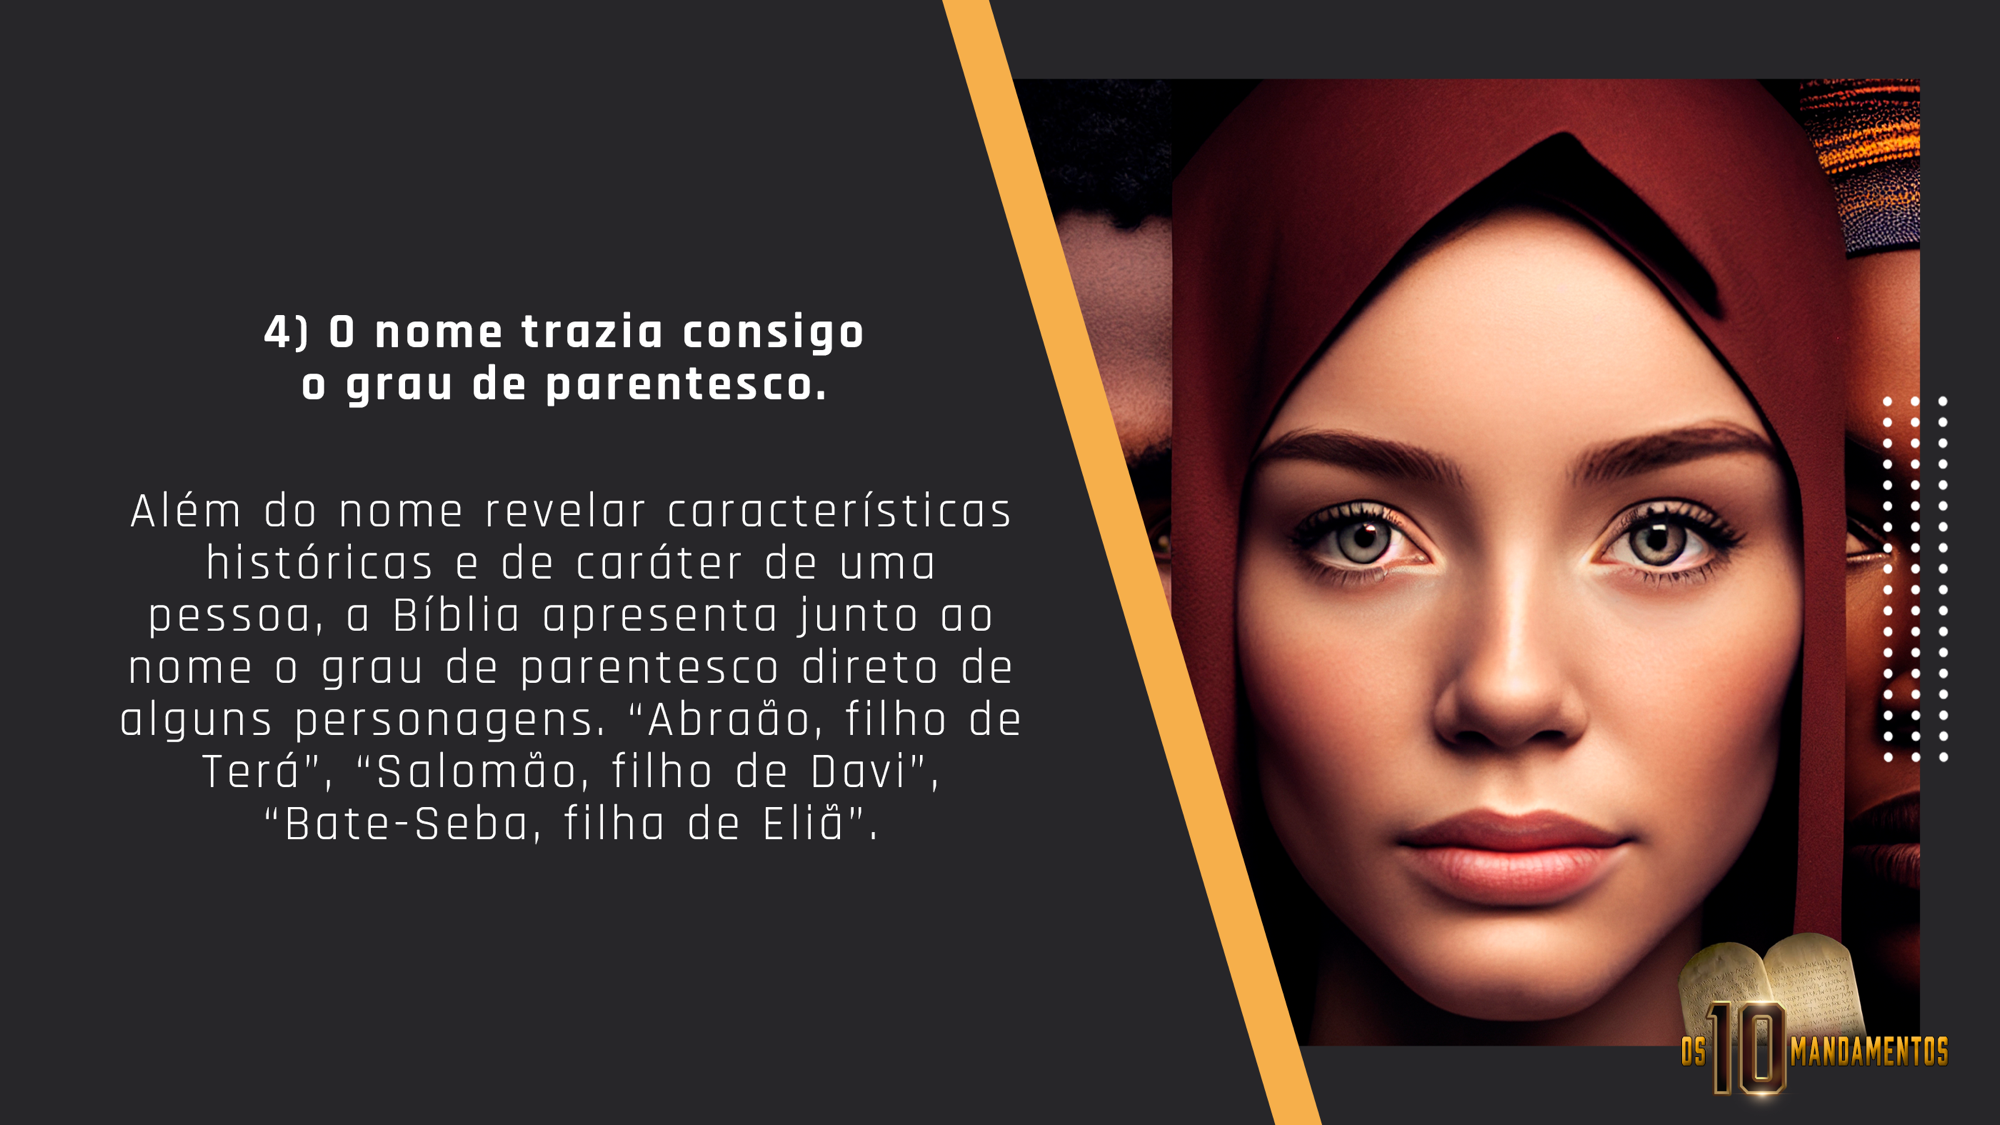 4) O nome trazia consigo
o grau de parentesco.
Além do nome revelar características
históricas e de caráter de uma
pessoa, a Bíblia apresenta junto ao
nome o grau de parentesco direto de
alguns personagens. “Abraão, filho de
Terá”, “Salomão, filho de Davi”,
“Bate-Seba, filha de Eliã”.
OS 10 MANDAMENTOS